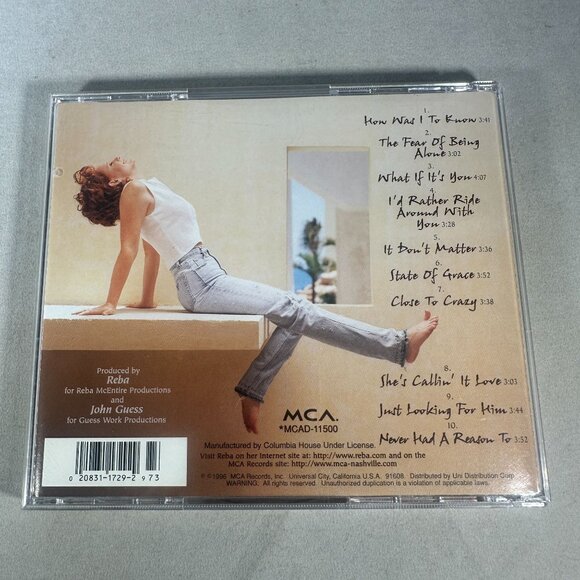 1.
How Was I To Know 3:41
2.
The Fear Of Being
Alone 3:02
3.
What If It's You 4:07
4.
I'd Rather Ride
Around With
You 3:28
5.
It Don't Matter 3:36
6.
State Of Grace 3:52
7.
Close To Crazy 3:38
8.
She's Callin' It Love 3:03
9.
Just Looking For Him 3:44
10.
Never Had A Reason To 3:52
Produced by
Reba
for Reba McEntire Productions
and
John Guess
for Guess Work Productions
MCA.
*MCAD-11500
Manufactured by Columbia House Under License.
Visit Reba on her Internet site at: http://www.reba.com and on the
MCA Records site: http://www.mca-nashville.com
℗©1996 MCA Records, Inc. Universal City, California U.S.A. 91608. Distributed by Uni Distribution Corp.
WARNING: All rights reserved. Unauthorized duplication is a violation of applicable laws.
0 20831-1729-2 973